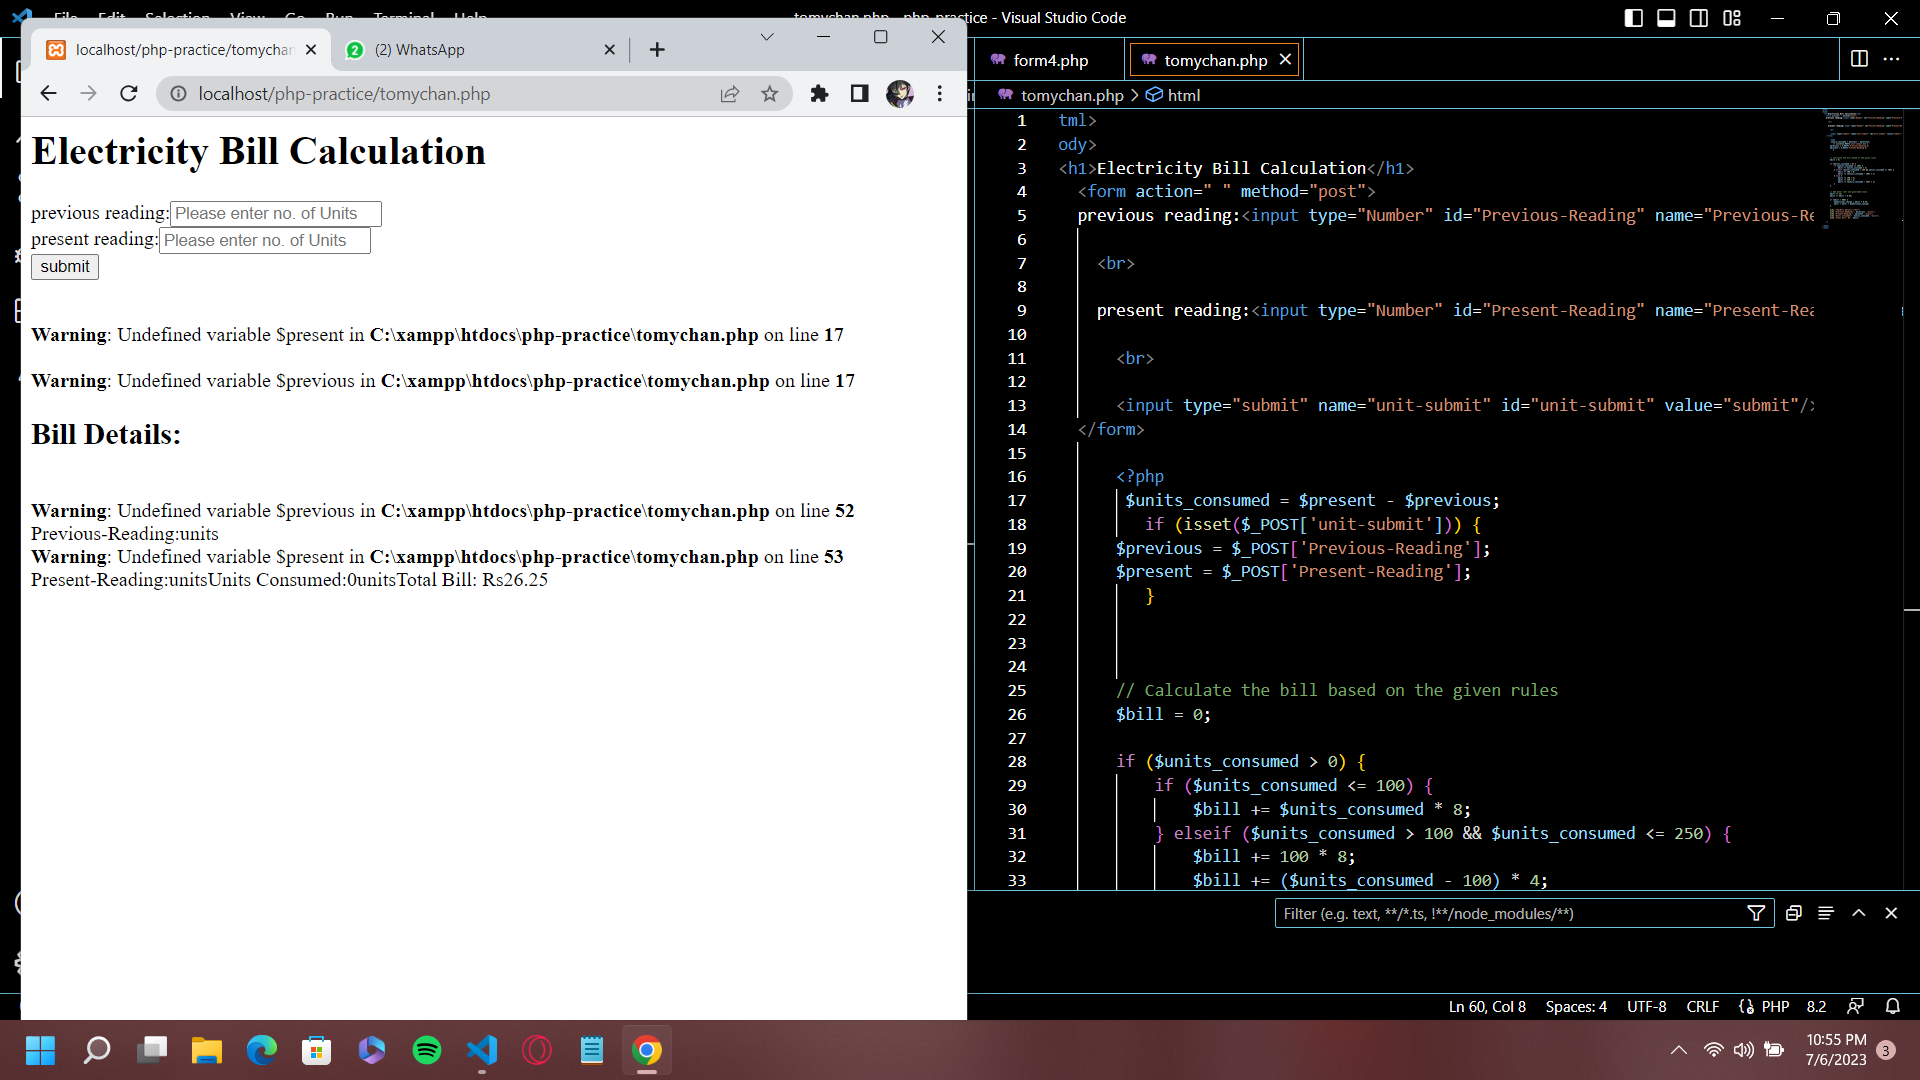 File Edit Selection View Go Run Terminal Help
tomychan.php - php-practice - Visual Studio Code
localhost/php-practice/tomychan
(2) WhatsApp
localhost/php-practice/tomychan.php
Electricity Bill Calculation
previous reading:Please enter no. of Units
present reading:Please enter no. of Units
submit
Warning: Undefined variable $present in C:\xampp\htdocs\php-practice\tomychan.php on line 17
Warning: Undefined variable $previous in C:\xampp\htdocs\php-practice\tomychan.php on line 17
Bill Details:
Warning: Undefined variable $previous in C:\xampp\htdocs\php-practice\tomychan.php on line 52
Previous-Reading:units
Warning: Undefined variable $present in C:\xampp\htdocs\php-practice\tomychan.php on line 53
Present-Reading:unitsUnits Consumed:0unitsTotal Bill: Rs26.25
form4.php
tomychan.php
tomychan.php > html
1 tml>
2 ody>
3 <h1>Electricity Bill Calculation</h1>
4 <form action=" " method="post">
5 previous reading:<input type="Number" id="Previous-Reading" name="Previous-Re
6
7 <br>
8
9 present reading:<input type="Number" id="Present-Reading" name="Present-Rea
10
11 <br>
12
13 <input type="submit" name="unit-submit" id="unit-submit" value="submit"/>
14 </form>
15
16 <?php
17 $units_consumed = $present - $previous;
18 if (isset($_POST['unit-submit'])) {
19 $previous = $_POST['Previous-Reading'];
20 $present = $_POST['Present-Reading'];
21 }
22
23
24
25 // Calculate the bill based on the given rules
26 $bill = 0;
27
28 if ($units_consumed > 0) {
29 if ($units_consumed <= 100) {
30 $bill += $units_consumed * 8;
31 } elseif ($units_consumed > 100 && $units_consumed <= 250) {
32 $bill += 100 * 8;
33 $bill += ($units_consumed - 100) * 4;
Filter (e.g. text, **/*.ts, !**/node_modules/**)
Ln 60, Col 8 Spaces: 4 UTF-8 CRLF PHP 8.2
10:55 PM
7/6/2023
3